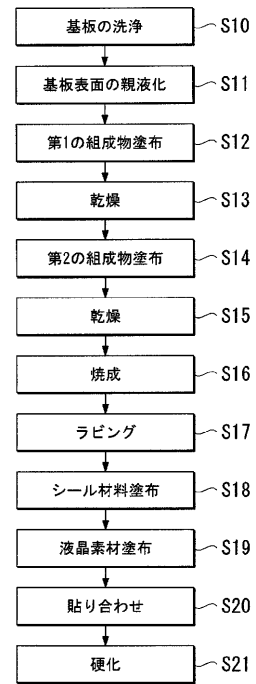 基板の洗浄 S10
基板表面の親液化 S11
第1の組成物塗布 S12
乾燥 S13
第2の組成物塗布 S14
乾燥 S15
焼成 S16
ラビング S17
シール材料塗布 S18
液晶素材塗布 S19
貼り合わせ S20
硬化 S21